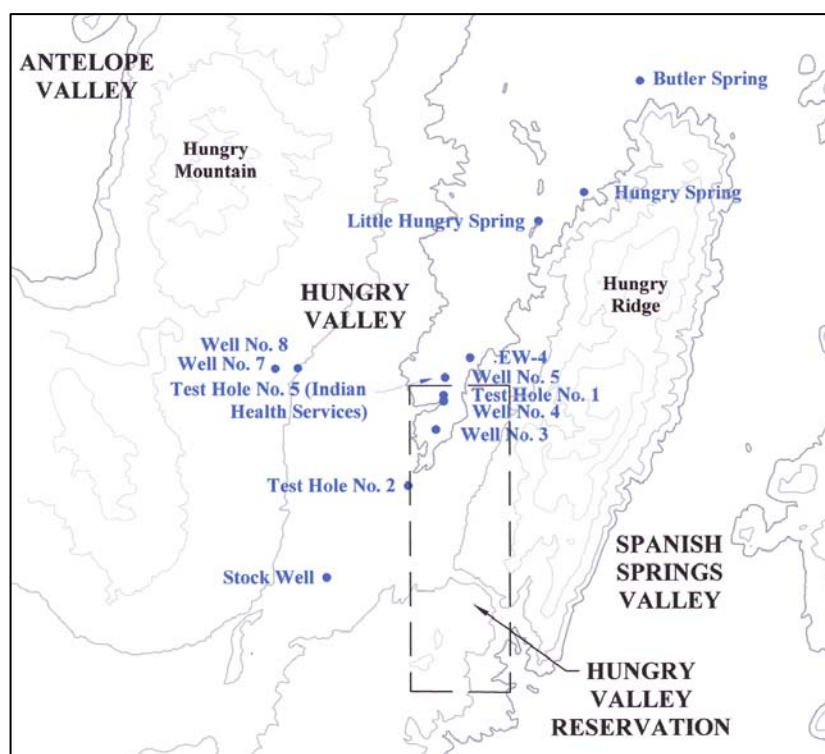 ANTELOPE
VALLEY
Butler Spring
Hungry
Mountain
Hungry Spring
Little Hungry Spring
Hungry
Ridge
HUNGRY
VALLEY
Well No. 8
Well No. 7
Test Hole No. 5 (Indian
Health Services)
.EW-4
Well No. 5
Test Hole No. 1
Well No. 4
Well No. 3
Test Hole No. 2
SPANISH
SPRINGS
VALLEY
Stock Well
HUNGRY
VALLEY
RESERVATION